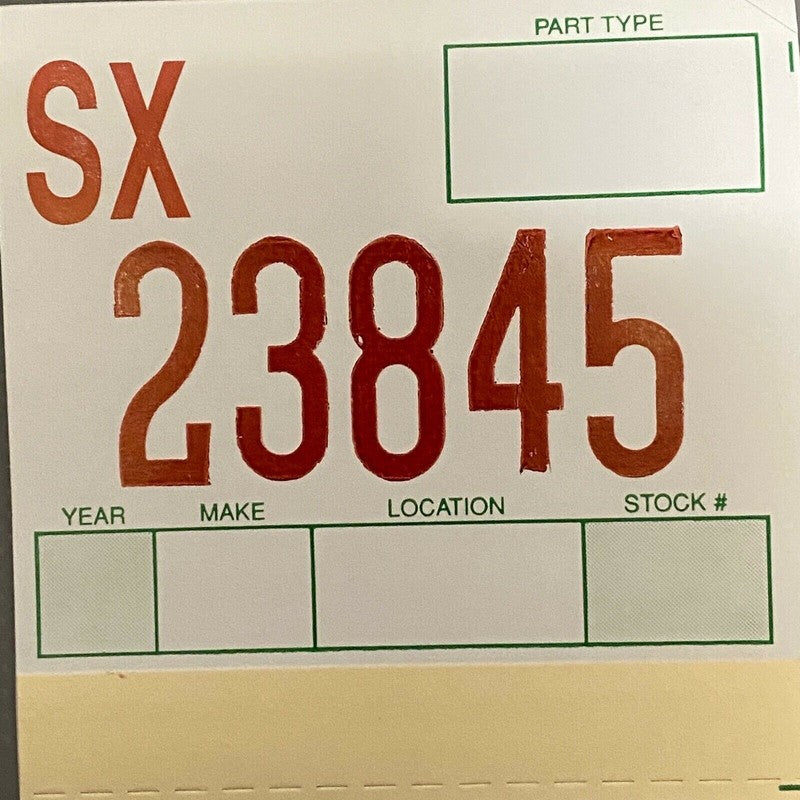 PART TYPE
SX
23845
YEAR MAKE LOCATION STOCK #